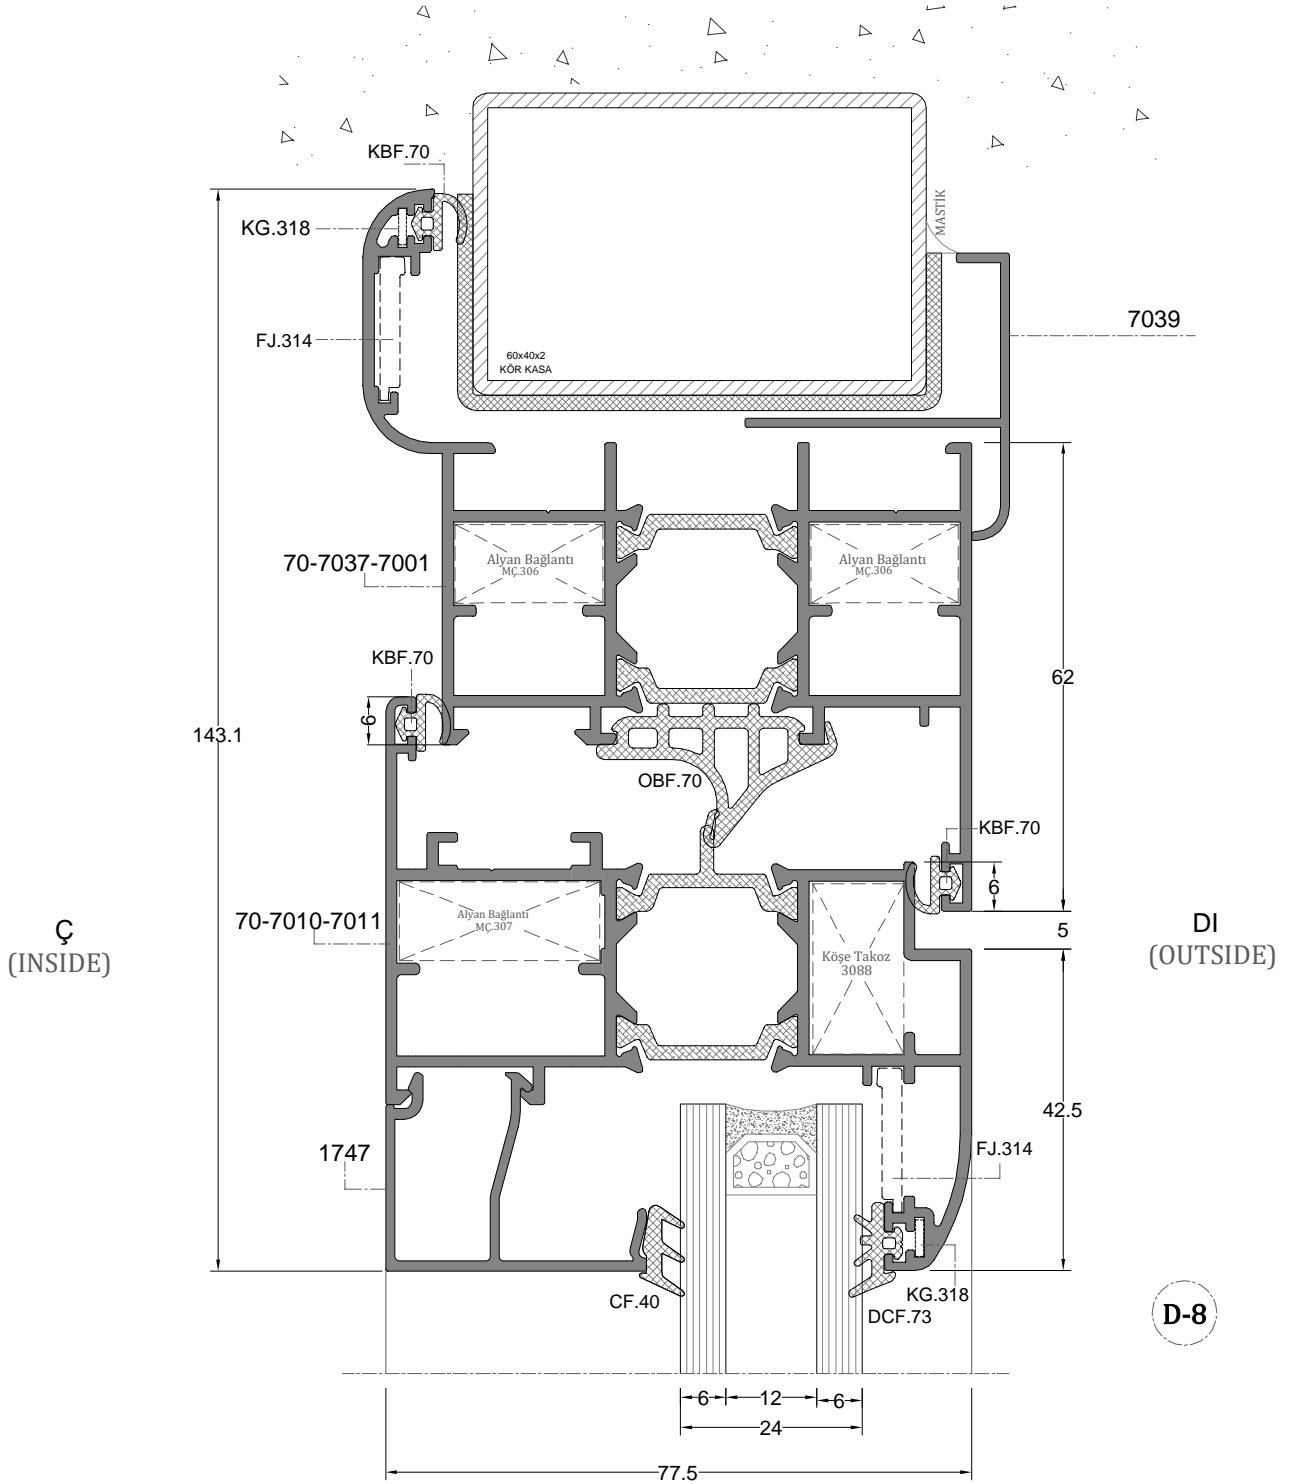 KBF.70
KG.318
MASTİK
7039
FJ.314
60x40x2
KÖR KASA
70-7037-7001
Alyan Bağlantı
MÇ.306
Alyan Bağlantı
MÇ.306
KBF.70
6
62
143.1
OBF.70
KBF.70
6
70-7010-7011
Alyan Bağlantı
MÇ.307
5
Ç
(INSIDE)
DI
(OUTSIDE)
Köşe Takoz
3088
42.5
1747
FJ.314
CF.40
KG.318
DCF.73
D-8
6
12
6
24
77.5